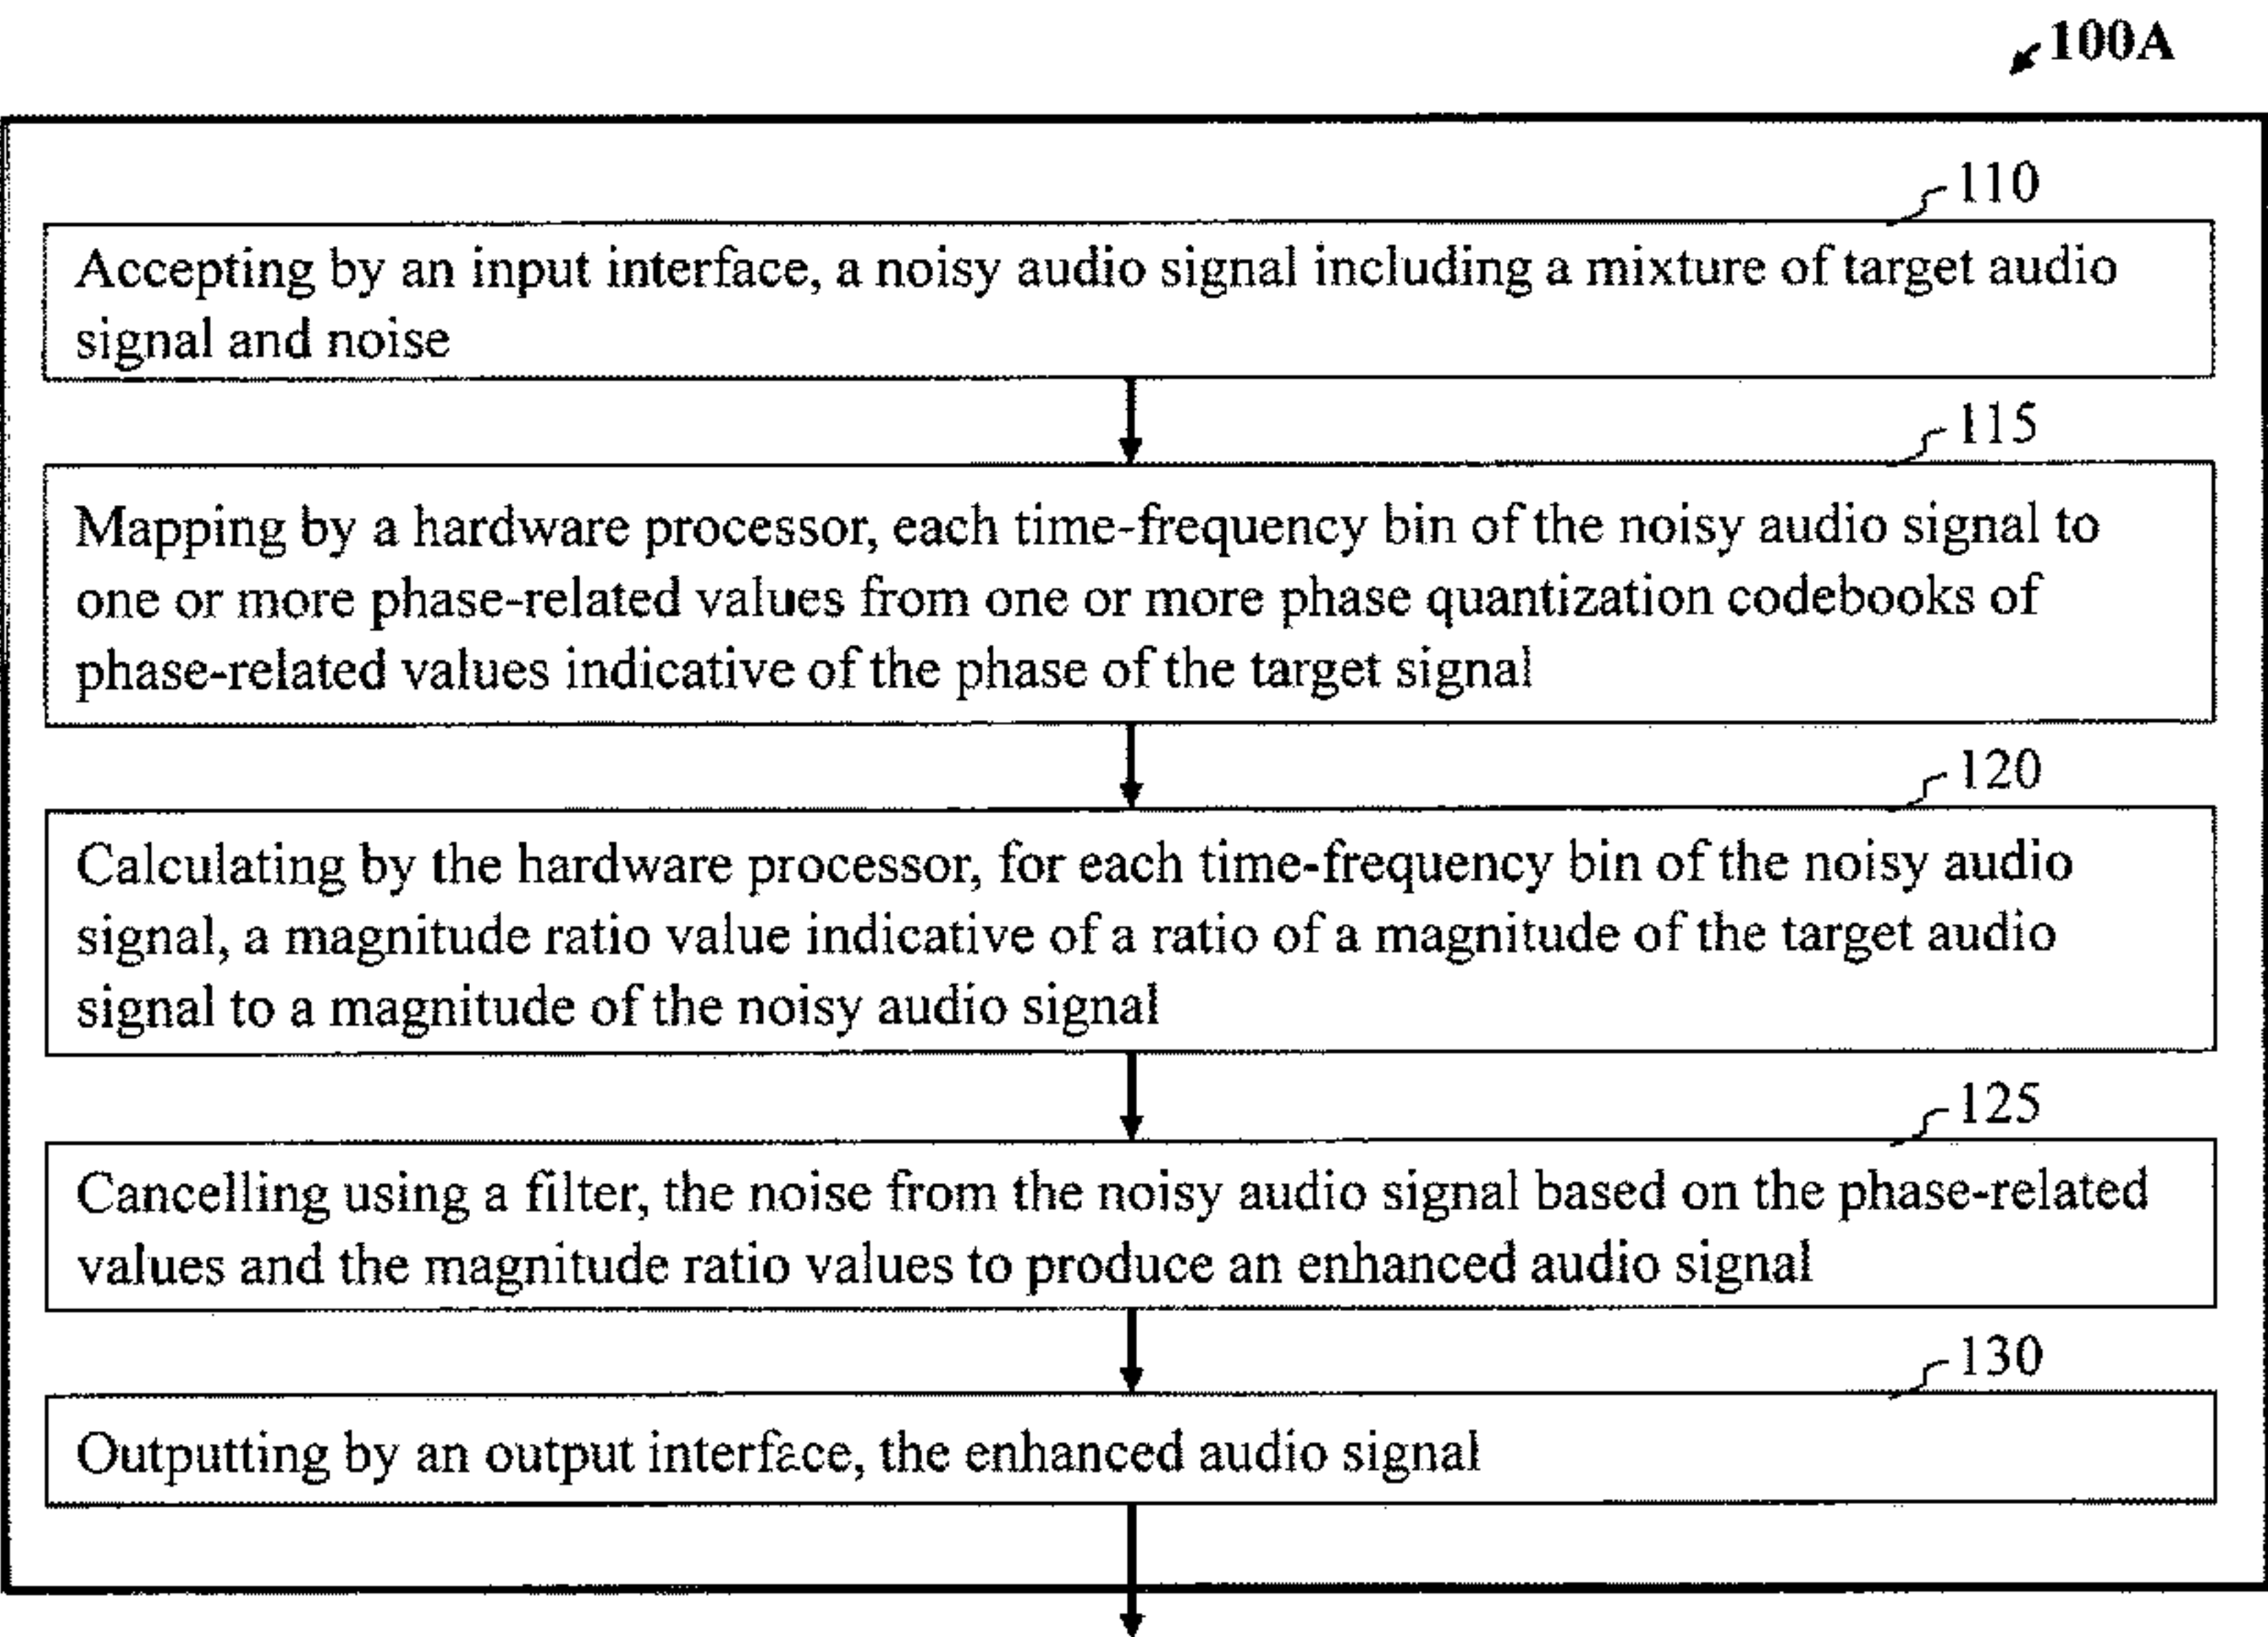 100A
110
Accepting by an input interface, a noisy audio signal including a mixture of target audio
signal and noise
115
Mapping by a hardware processor, each time-frequency bin of the noisy audio signal to
one or more phase-related values from one or more phase quantization codebooks of
phase-related values indicative of the phase of the target signal
120
Calculating by the hardware processor, for each time-frequency bin of the noisy audio
signal, a magnitude ratio value indicative of a ratio of a magnitude of the target audio
signal to a magnitude of the noisy audio signal
125
Cancelling using a filter, the noise from the noisy audio signal based on the phase-related
values and the magnitude ratio values to produce an enhanced audio signal
130
Outputting by an output interface, the enhanced audio signal